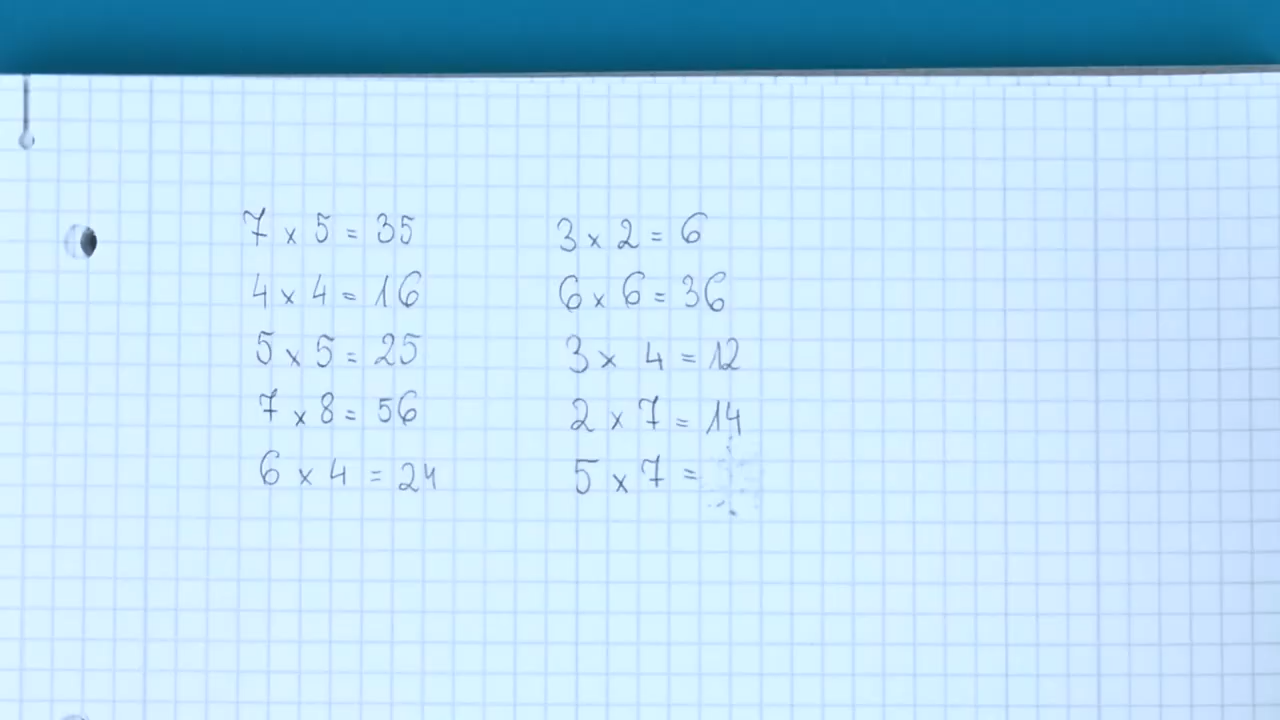 7 × 5 = 35
4 × 4 = 16
5 × 5 = 25
7 × 8 = 56
6 × 4 = 24
3 × 2 = 6
6 × 6 = 36
3 × 4 = 12
2 × 7 = 14
5 × 7 =